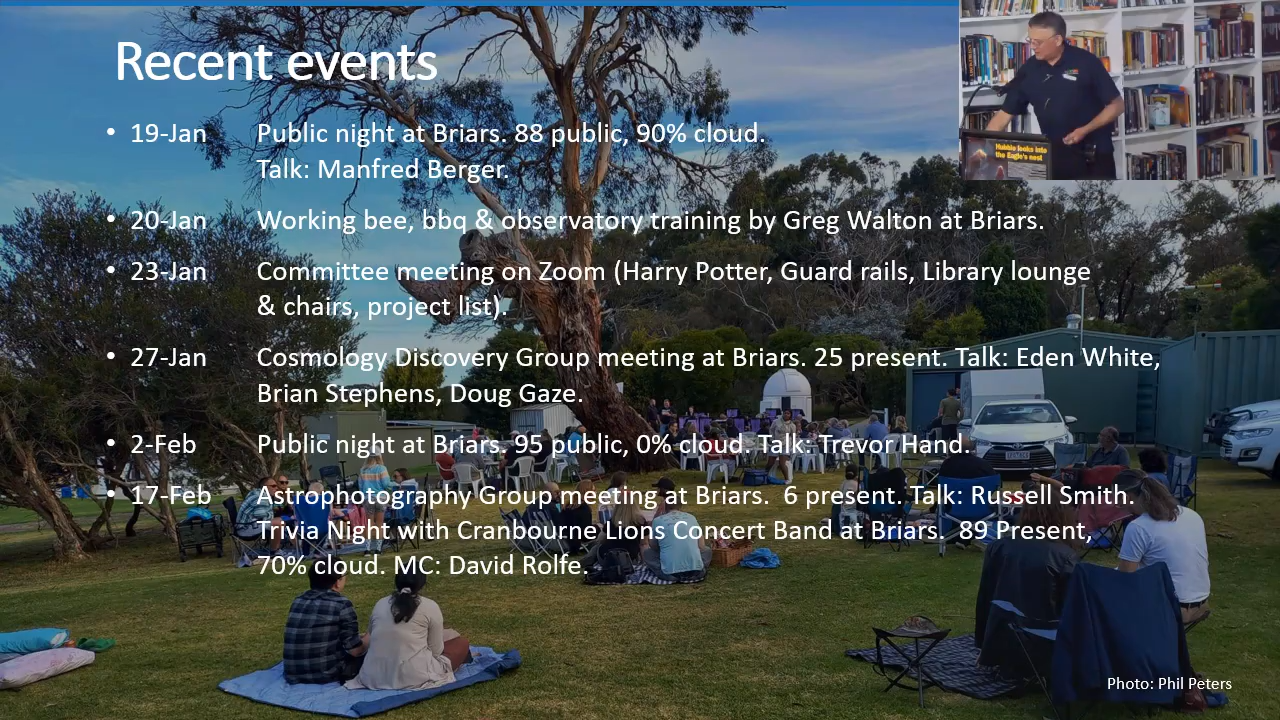 Recent events
• 19-Jan Public night at Briars. 88 public, 90% cloud.
Talk: Manfred Berger.
• 20-Jan Working bee, bbq & observatory training by Greg Walton at Briars.
• 23-Jan Committee meeting on Zoom (Harry Potter, Guard rails, Library lounge
& chairs, project list).
• 27-Jan Cosmology Discovery Group meeting at Briars. 25 present. Talk: Eden White,
Brian Stephens, Doug Gaze.
• 2-Feb Public night at Briars. 95 public, 0% cloud. Talk: Trevor Hand.
• 17-Feb Astrophotography Group meeting at Briars. 6 present. Talk: Russell Smith.
Trivia Night with Cranbourne Lions Concert Band at Briars. 89 Present,
70% cloud. MC: David Rolfe.
Hubble looks into
the Eagle's nest
Photo: Phil Peters